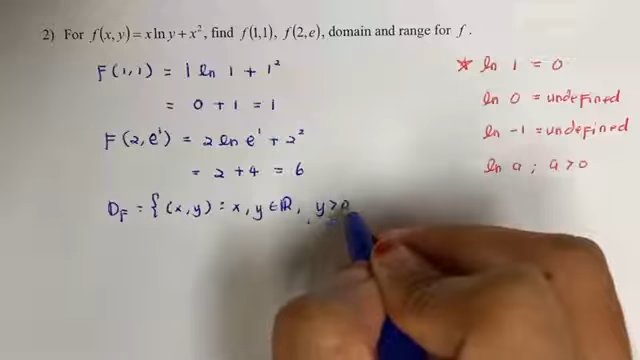 2) For f(x, y) = x ln y + x², find f(1,1), f(2,e), domain and range for f.
F(1,1) = 1 ln 1 + 1²
= 0 + 1 = 1
F(2,e¹) = 2 ln e¹ + 2²
= 2 + 4 = 6
D_F = { (x,y) : x, y ∈ ℝ, y > 0
* ln 1 = 0
ln 0 = undefined
ln -1 = undefined
ln a ; a > 0